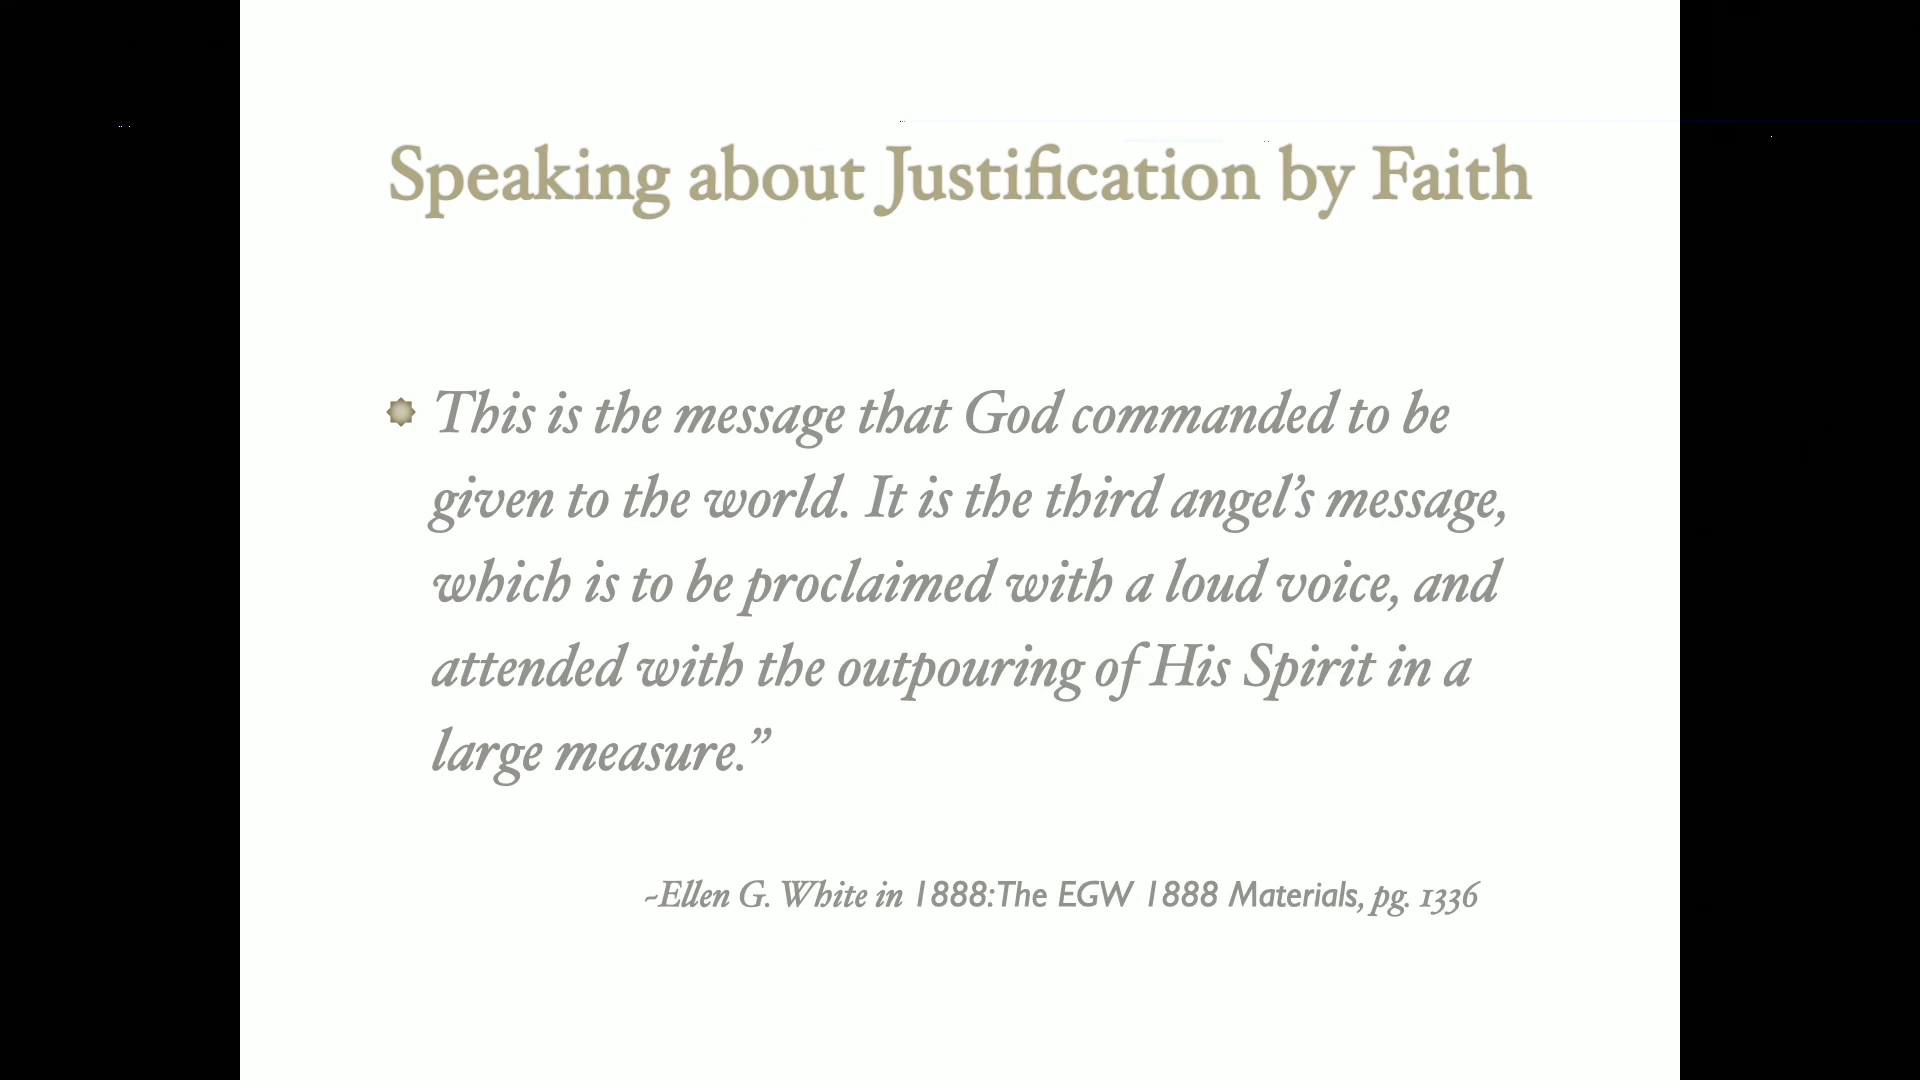 Speaking about Justification by Faith
This is the message that God commanded to be
given to the world. It is the third angel’s message,
which is to be proclaimed with a loud voice, and
attended with the outpouring of His Spirit in a
large measure.”
~Ellen G. White in 1888:The EGW 1888 Materials, pg. 1336